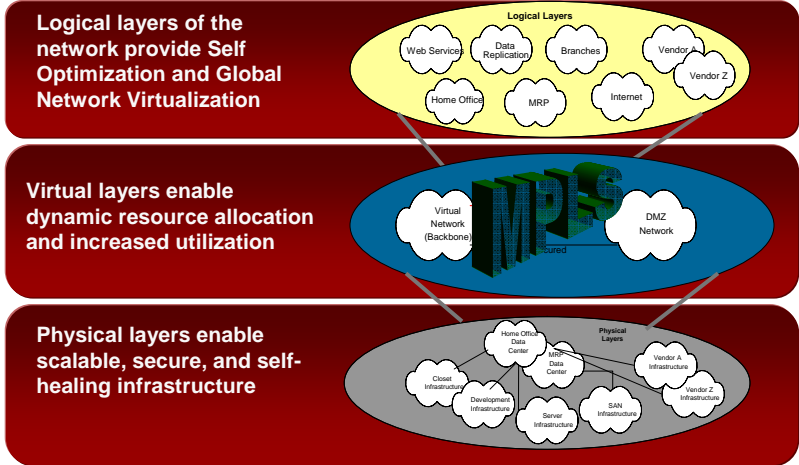 Logical layers of the
network provide Self
Optimization and Global
Network Virtualization
Logical Layers
Web Services
Data
Replication
Branches
Vendor A
Vendor Z
Home Office
MRP
Internet
Virtual layers enable
dynamic resource allocation
and increased utilization
Virtual
Network
(Backbone)
MPLS
DMZ
Network
Physical layers enable
scalable, secure, and self-
healing infrastructure
Physical
Layers
Home Office
Data
Center
MRP
Data
Center
Vendor A
Infrastructure
Closet
Infrastructure
Vendor Z
Infrastructure
Development
Infrastructure
Server
Infrastructure
SAN
Infrastructure